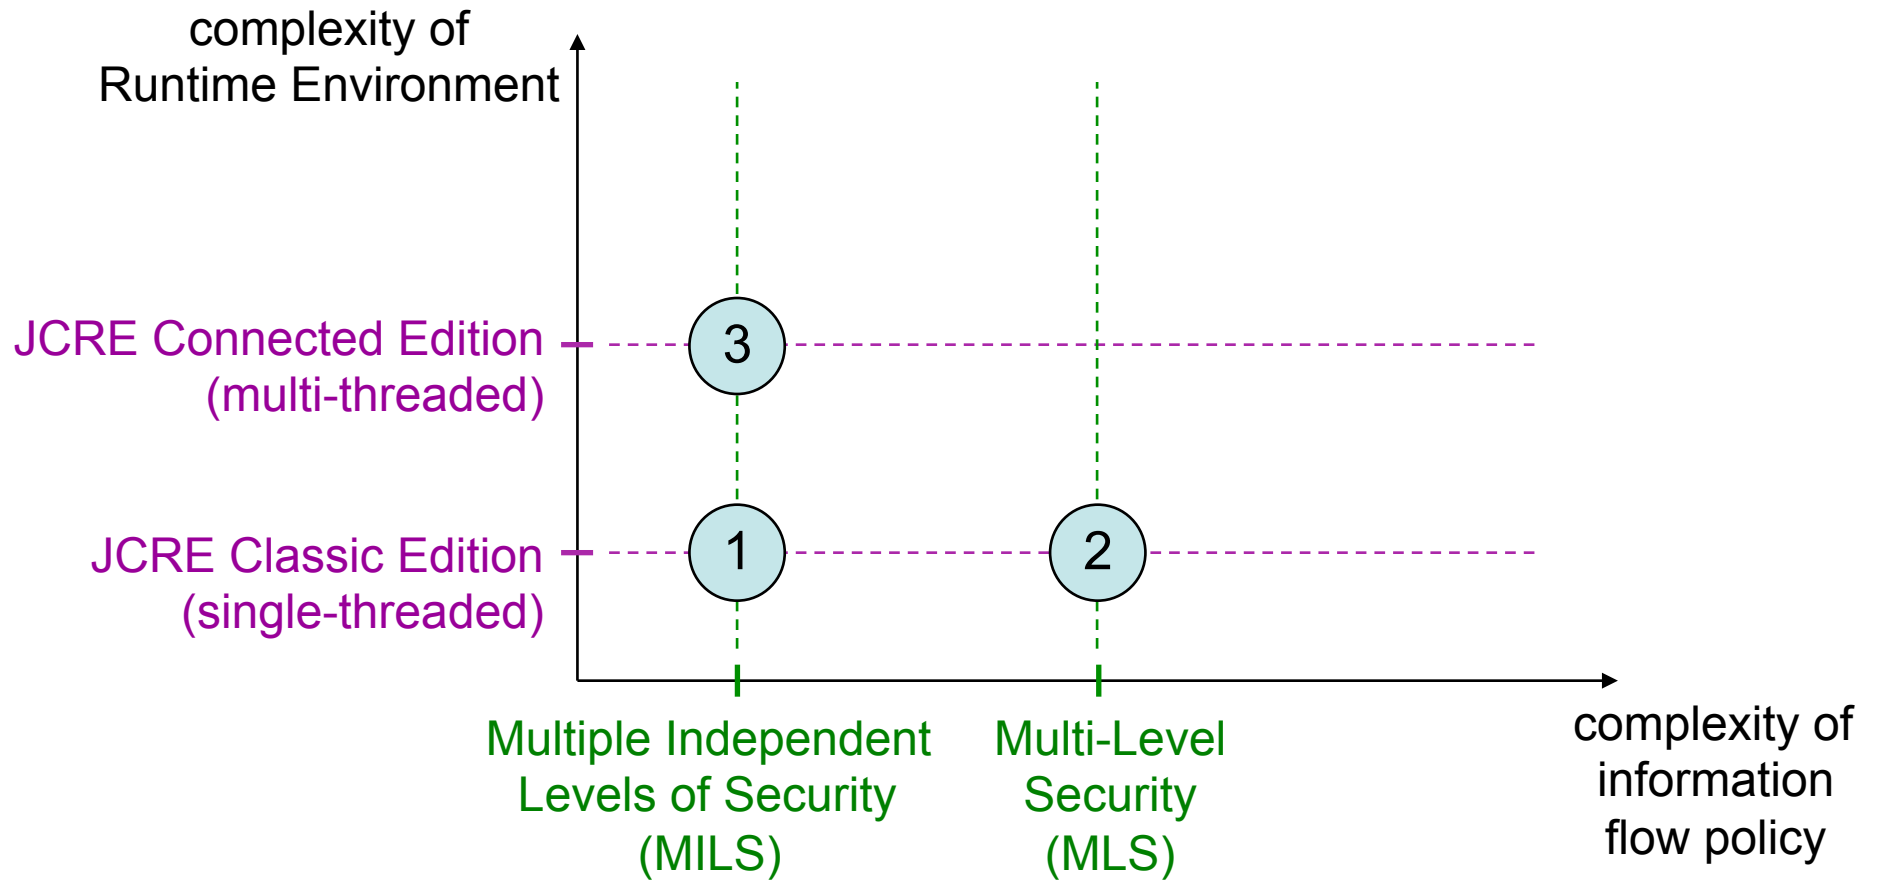 complexity of
Runtime Environment
3
JCRE Connected Edition
(multi-threaded)
1
2
JCRE Classic Edition
(single-threaded)
Multiple Independent
Levels of Security
(MILS)
Multi-Level
Security
(MLS)
complexity of
information
flow policy